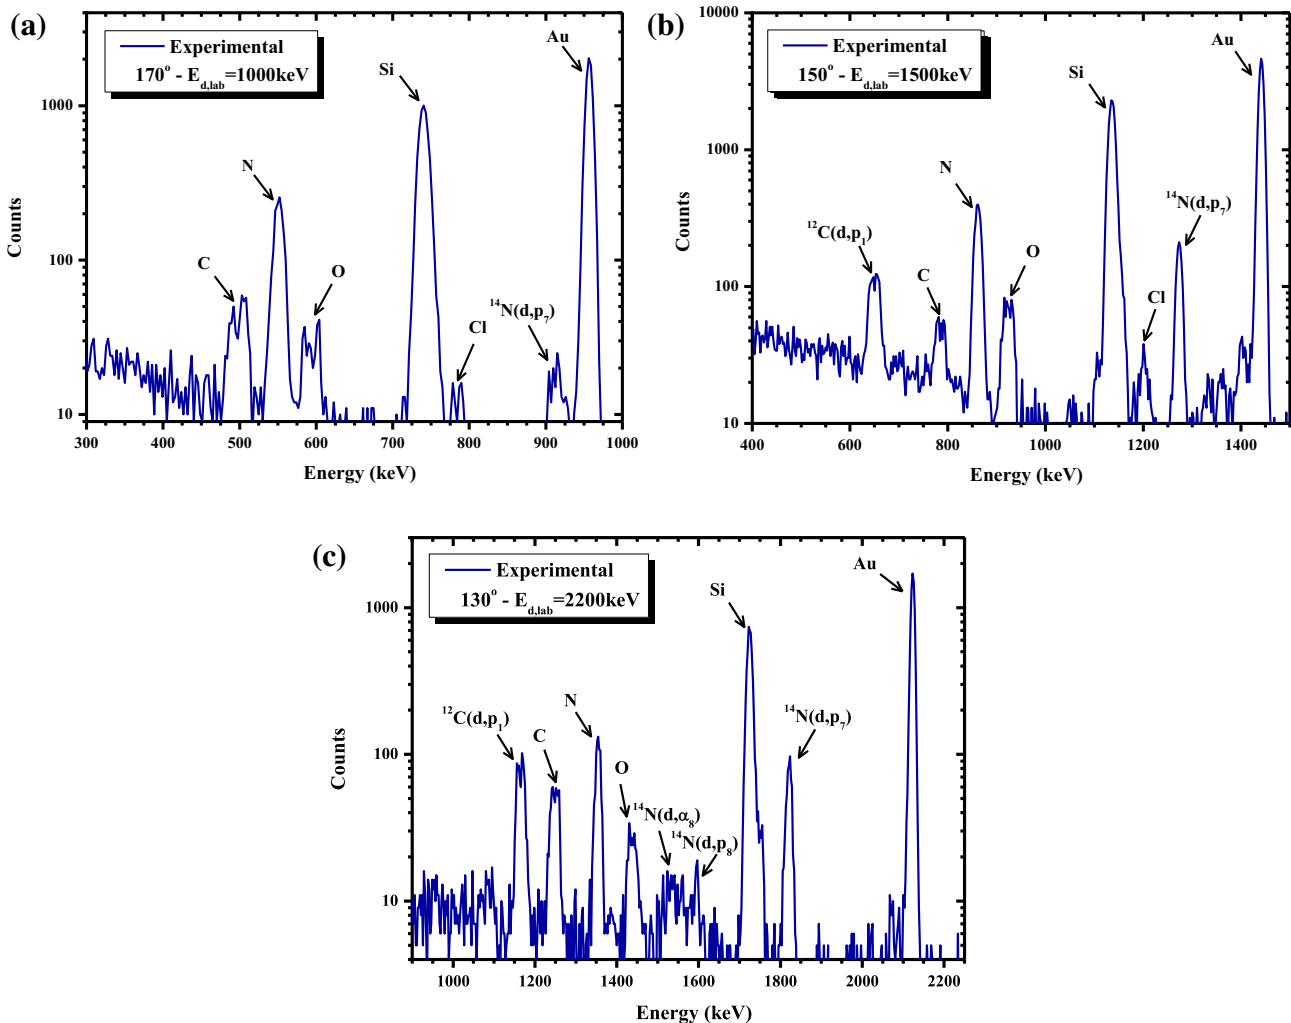 (a)
Experimental
170° - E_d,lab=1000keV
Au
Si
N
C
O
Cl
¹⁴N(d,p₇)
1000
100
10
Counts
300 400 500 600 700 800 900 1000
Energy (keV)
(b)
Experimental
150° - E_d,lab=1500keV
Au
Si
N
¹⁴N(d,p₇)
¹²C(d,p₁)
C
O
Cl
10000
1000
100
10
Counts
400 600 800 1000 1200 1400
Energy (keV)
(c)
Experimental
130° - E_d,lab=2200keV
Au
Si
N
¹²C(d,p₁)
C
O
¹⁴N(d,p₇)
¹⁴N(d,α₈)
¹⁴N(d,p₈)
1000
100
10
Counts
1000 1200 1400 1600 1800 2000 2200
Energy (keV)